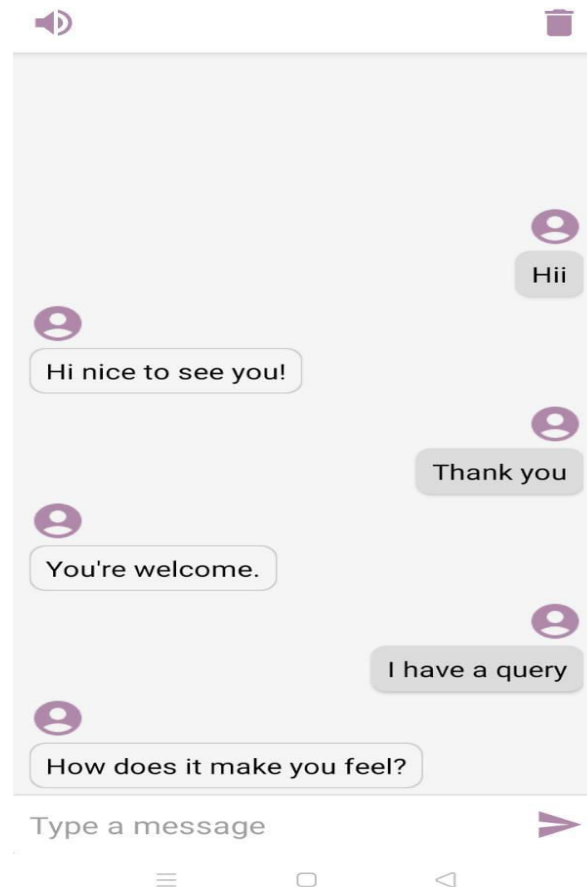 Hii
Hi nice to see you!
Thank you
You're welcome.
I have a query
How does it make you feel?
Type a message